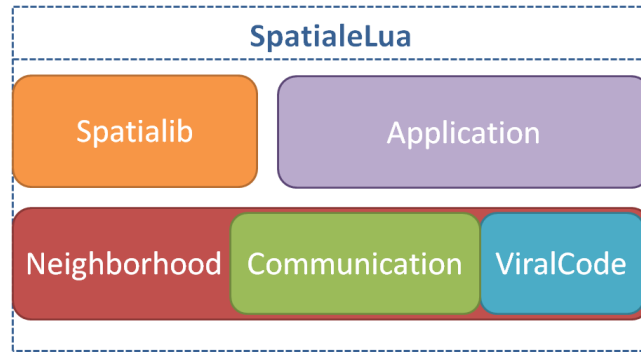 SpatialeLua
Spatialib Application
Neighborhood Communication ViralCode